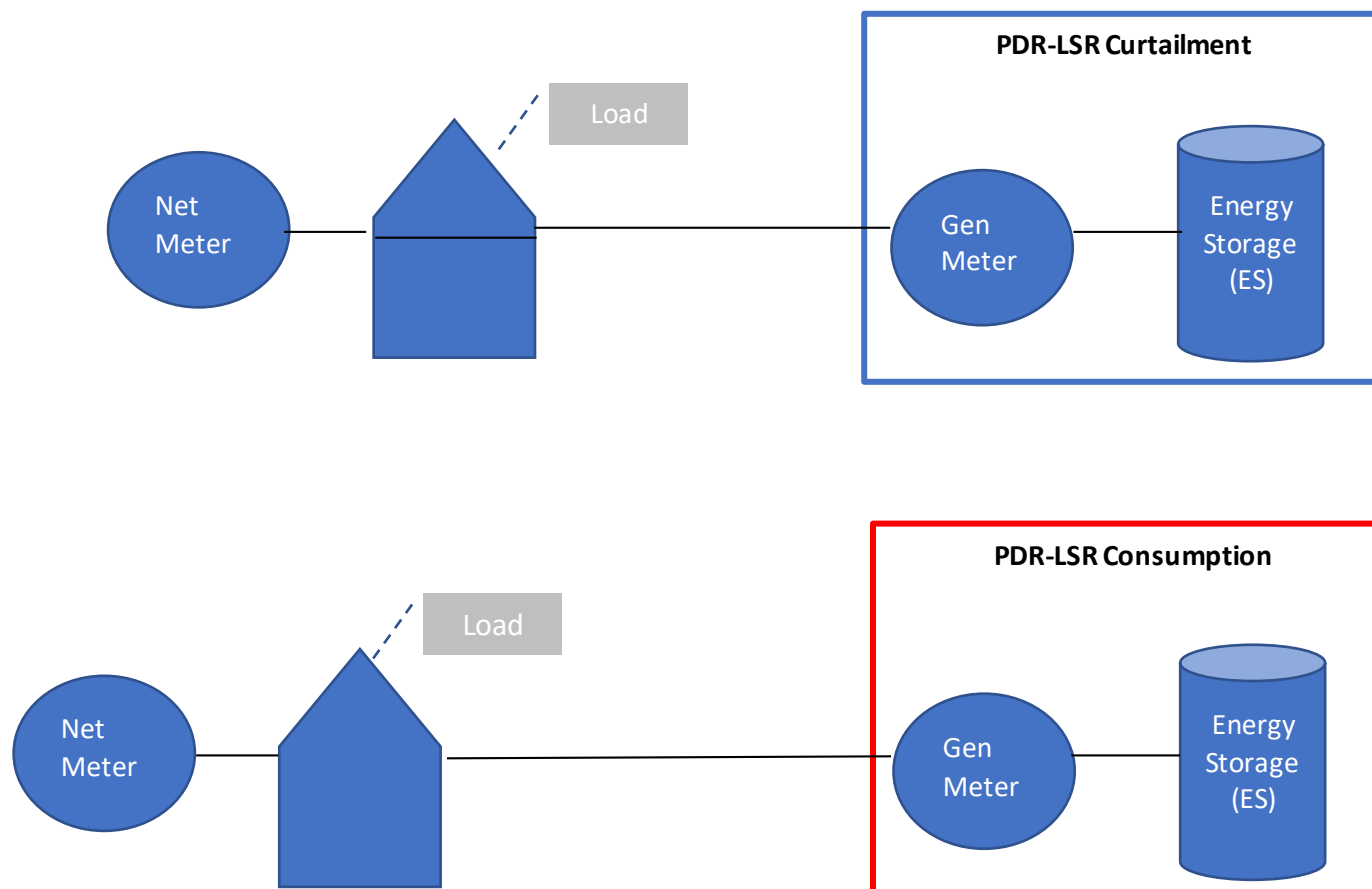 PDR-LSR Curtailment
Load
Net
Meter
Gen
Meter
Energy
Storage
(ES)
PDR-LSR Consumption
Load
Net
Meter
Gen
Meter
Energy
Storage
(ES)